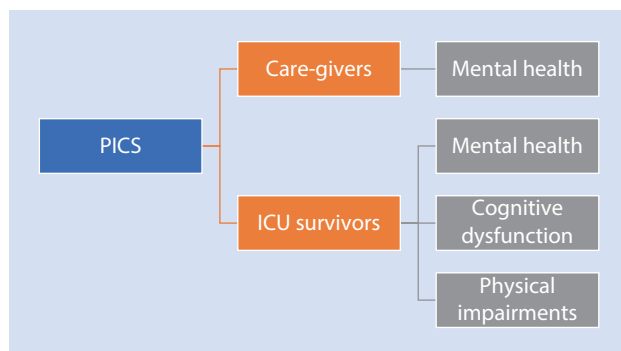 Care-givers
Mental health
PICS
Mental health
ICU survivors
Cognitive
dysfunction
Physical
impairments